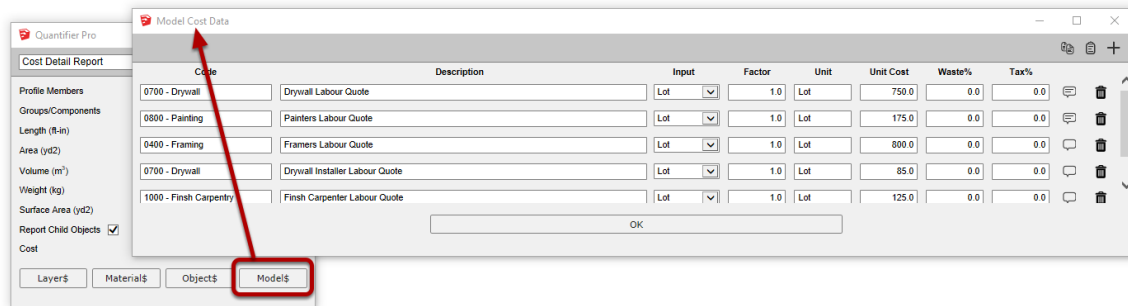 Model Cost Data
Code Description Input Factor Unit Unit Cost Waste% Tax%
0700 - Drywall Drywall Labour Quote Lot 1.0 Lot 750.0 0.0 0.0
0800 - Painting Painters Labour Quote Lot 1.0 Lot 175.0 0.0 0.0
0400 - Framing Framers Labour Quote Lot 1.0 Lot 800.0 0.0 0.0
0700 - Drywall Drywall Installer Labour Quote Lot 1.0 Lot 85.0 0.0 0.0
1000 - Finsh Carpentry Finsh Carpenter Labour Quote Lot 1.0 Lot 125.0 0.0 0.0
OK
Quantifier Pro
Cost Detail Report
Profile Members
Groups/Components
Length (ft-in)
Area (yd2)
Volume (m³)
Weight (kg)
Surface Area (yd2)
Report Child Objects
Cost
Layer$ Material$ Object$ Model$